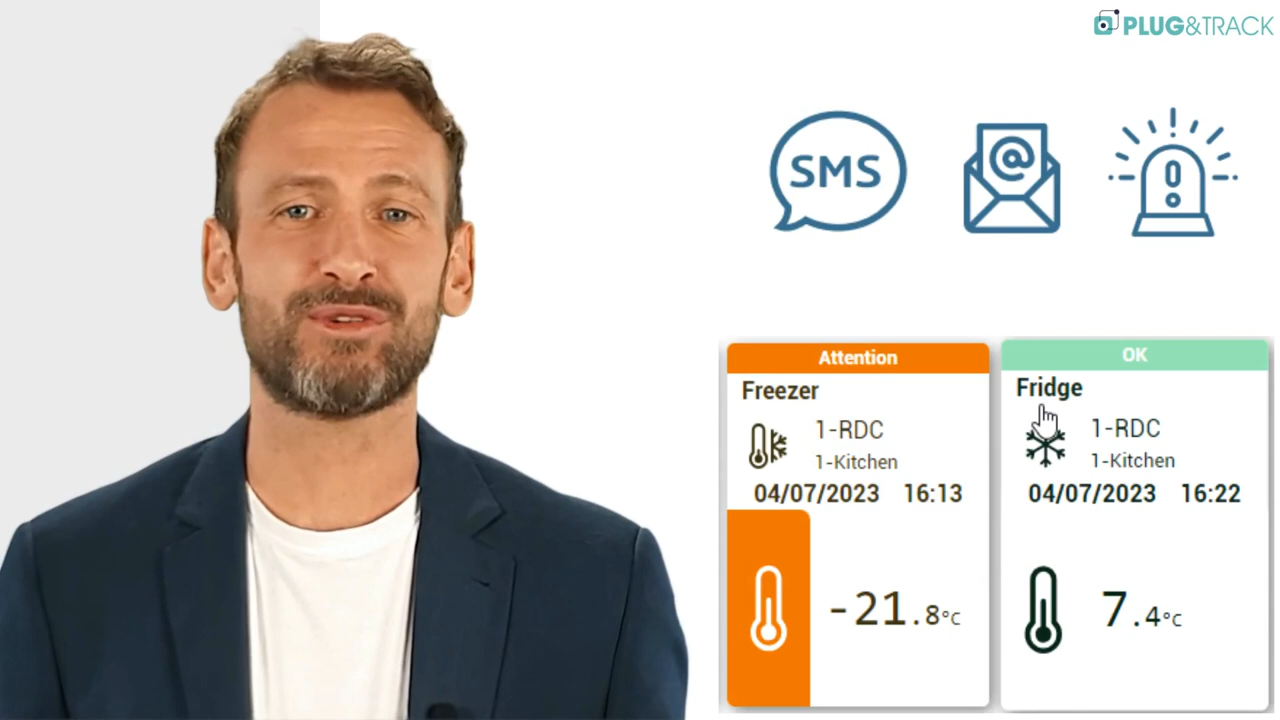 PLUG&TRACK
SMS
@
!
Attention
Freezer
1-RDC
1-Kitchen
04/07/2023 16:13
-21.8°C
OK
Fridge
1-RDC
1-Kitchen
04/07/2023 16:22
7.4°C